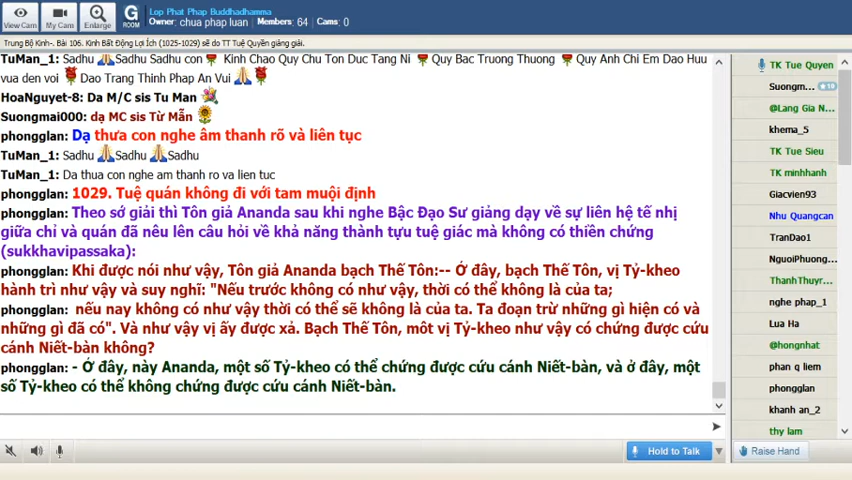 Lop Phat Phap Buddhadhamma
Owner: chua phap luan  Members: 64  Cams: 0
View Cam
My Cam
Enlarge
G
ROOM
Trung Bộ Kinh-. Bài 106. Kinh Bất Động Lợi Ích (1025-1029) sẽ do TT Tuệ Quyền giảng giải.
TuMan_1: Sadhu Sadhu Sadhu con Kinh Chao Quy Chu Ton Duc Tang Ni Quy Bac Truong Thuong Quy Anh Chi Em Dao Huu
vua den voi Dao Trang Thinh Phap An Vui
HoaNguyet-8: Da M/C sis Tu Man
Suongmai000: dạ MC sis Từ Mẫn
phongglan: Dạ thưa con nghe âm thanh rõ và liên tục
TuMan_1: Sadhu Sadhu Sadhu
TuMan_1: Da thua con nghe am thanh ro va lien tuc
phongglan: 1029. Tuệ quán không đi với tam muội định
phongglan: Theo sớ giải thì Tôn giả Ananda sau khi nghe Bậc Đạo Sư giảng dạy về sự liên hệ tế nhị
giữa chỉ và quán đã nêu lên câu hỏi về khả năng thành tựu tuệ giác mà không có thiền chứng
(sukkhavipassaka):
phongglan: Khi được nói như vậy, Tôn giả Ananda bạch Thế Tôn:-- Ở đây, bạch Thế Tôn, vị Tỷ-kheo
hành trì như vậy và suy nghĩ: "Nếu trước không có như vậy, thời có thể không là của ta;
phongglan: nếu nay không có như vậy thời có thể sẽ không là của ta. Ta đoạn trừ những gì hiện có và
những gì đã có". Và như vậy vị ấy được xả. Bạch Thế Tôn, môt vị Tỷ-kheo như vậy có chứng được cứu
cánh Niết-bàn không?
phongglan: - Ở đây, này Ananda, một số Tỷ-kheo có thể chứng được cứu cánh Niết-bàn, và ở đây, một
số Tỷ-kheo có thể không chứng được cứu cánh Niết-bàn.
Hold to Talk
TK Tue Quyen
Suongm... 19
@Lang Gia N...
khema_5
TK Tue Sieu
TK minhhanh
Giacvien93
Nhu Quangcan
TranDao1
NguoiPhuong...
ThanhThuyr...
nghe phap_1
Lua Ha
@hongnhat
phan q liem
phongglan
khanh an_2
thy lam
Raise Hand